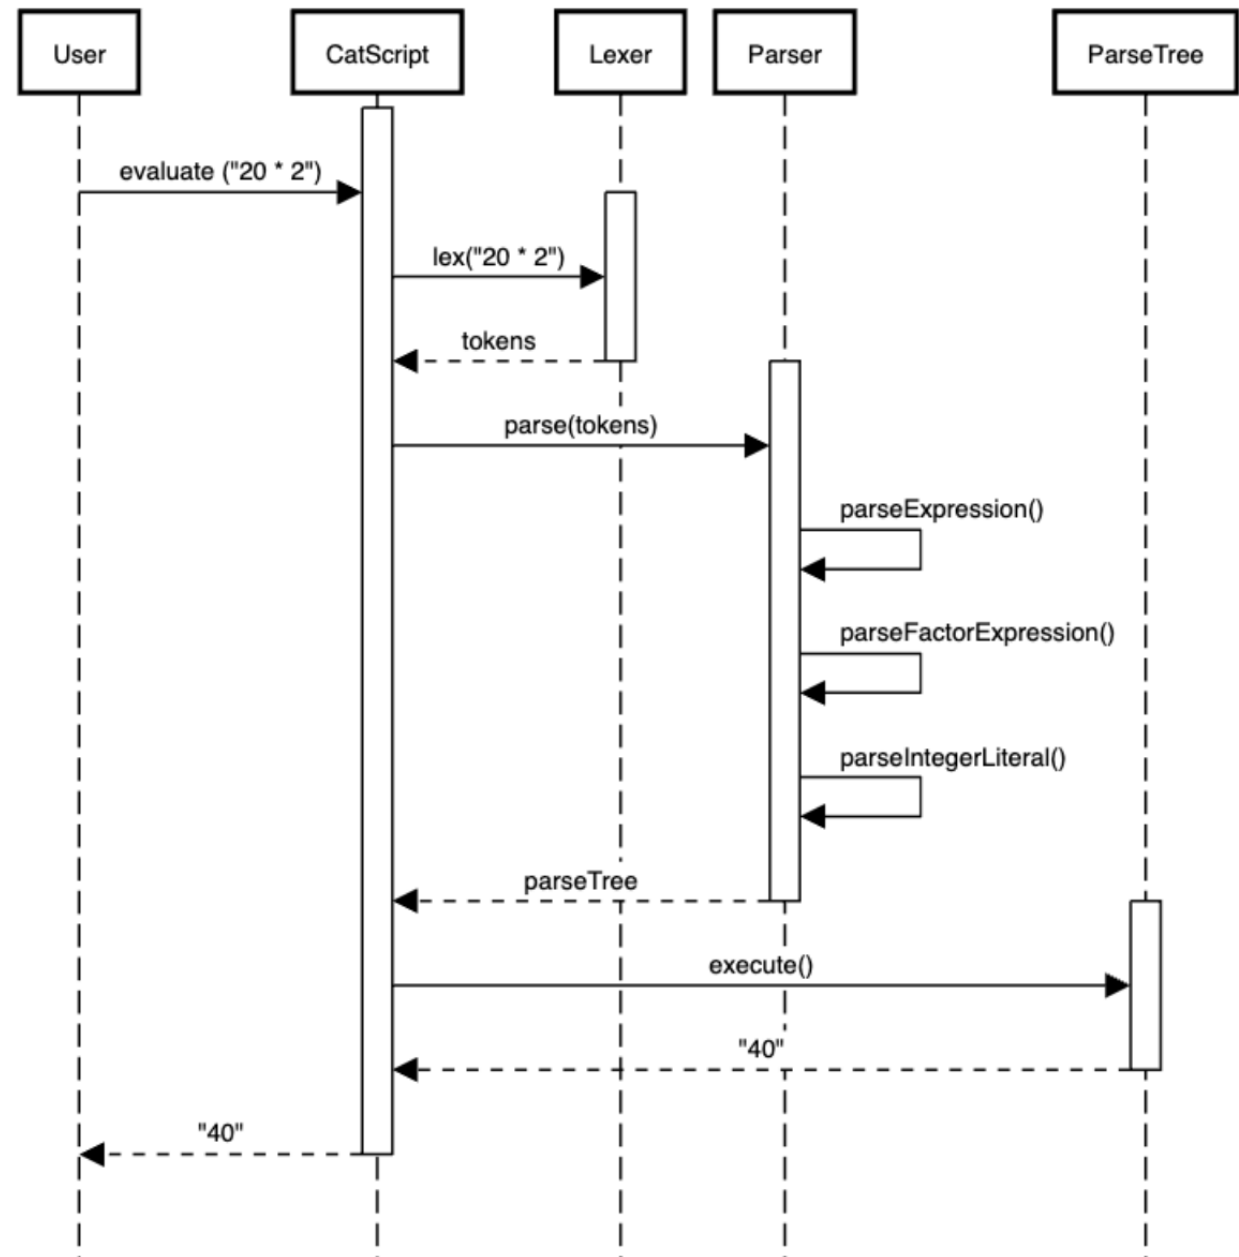 User
CatScript
Lexer
Parser
ParseTree
evaluate ("20 * 2")
lex("20 * 2")
tokens
parse(tokens)
parseExpression()
parseFactorExpression()
parseIntegerLiteral()
parseTree
execute()
"40"
"40"